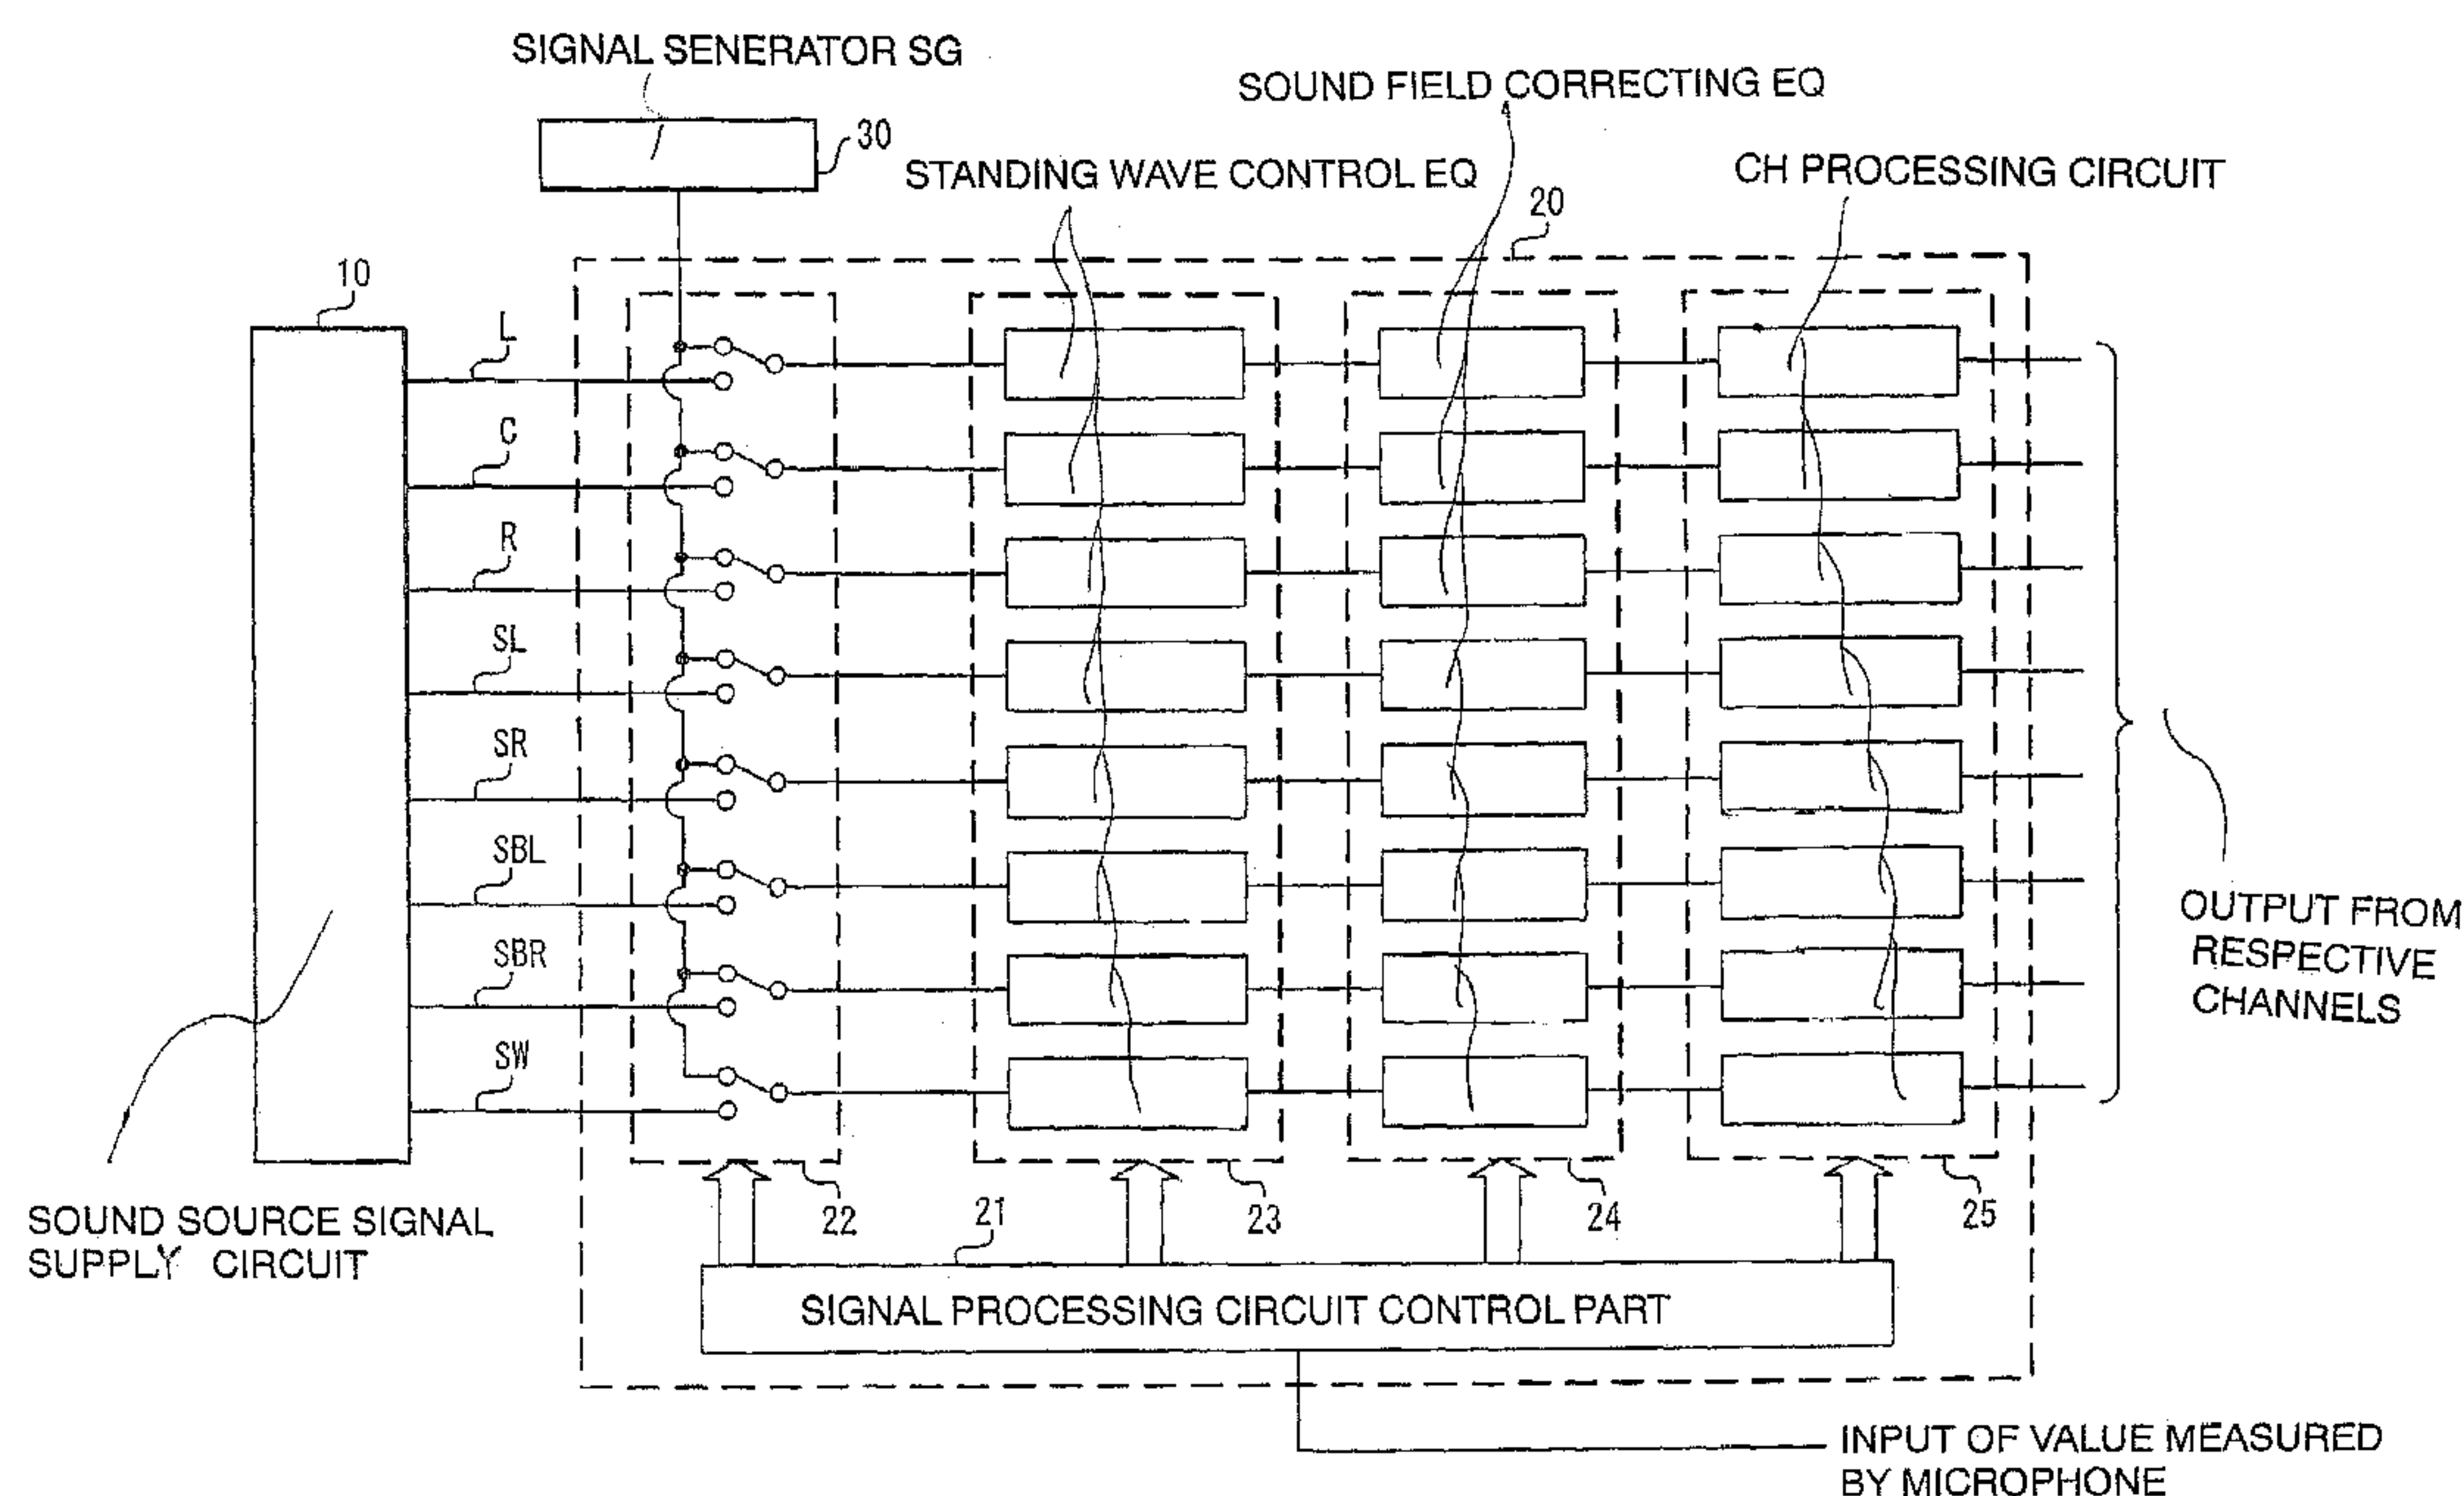 SIGNAL SENERATOR SG
SOUND FIELD CORRECTING EQ
30
STANDING WAVE CONTROL EQ
CH PROCESSING CIRCUIT
20
10
L
C
R
SL
SR
SBL
SBR
SW
OUTPUT FROM
RESPECTIVE
CHANNELS
SOUND SOURCE SIGNAL
SUPPLY CIRCUIT
22
21
23
24
25
SIGNAL PROCESSING CIRCUIT CONTROL PART
INPUT OF VALUE MEASURED
BY MICROPHONE